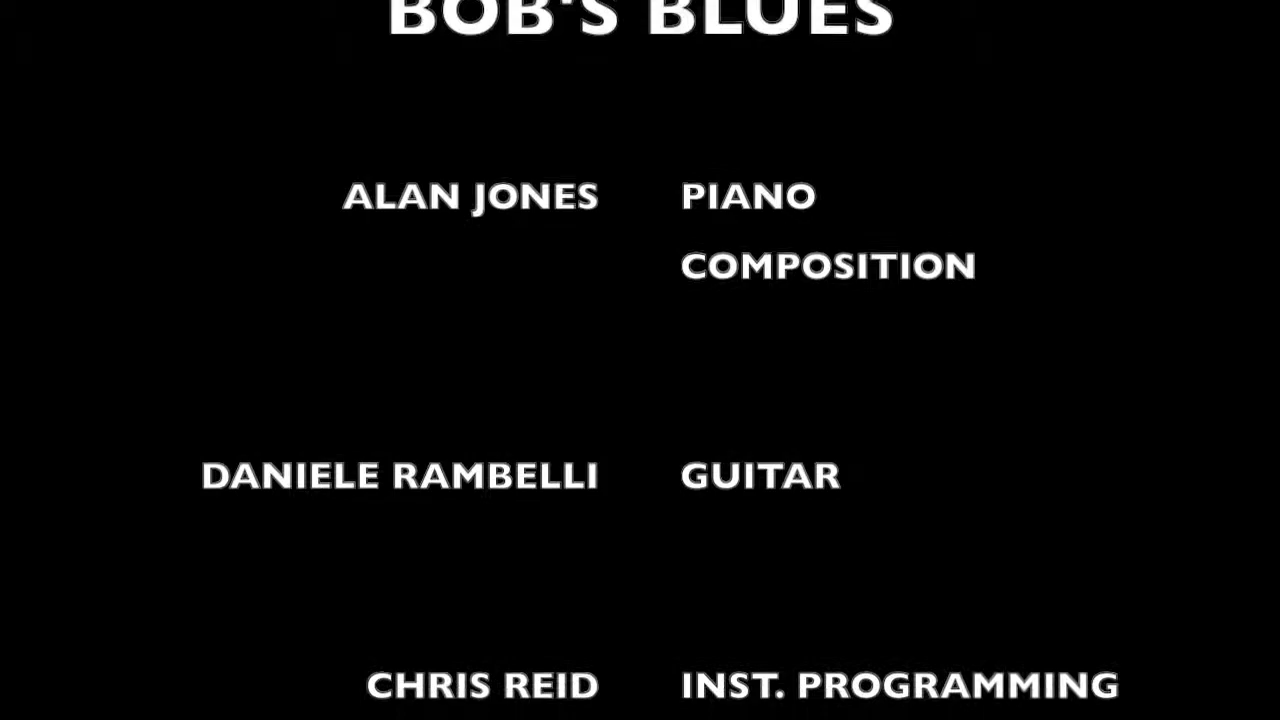 BOB'S BLUES
ALAN JONES PIANO
COMPOSITION
DANIELE RAMBELLI GUITAR
CHRIS REID INST. PROGRAMMING